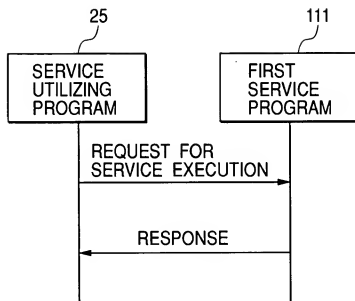 25
111
SERVICE
UTILIZING
PROGRAM
FIRST
SERVICE
PROGRAM
REQUEST FOR
SERVICE EXECUTION
RESPONSE